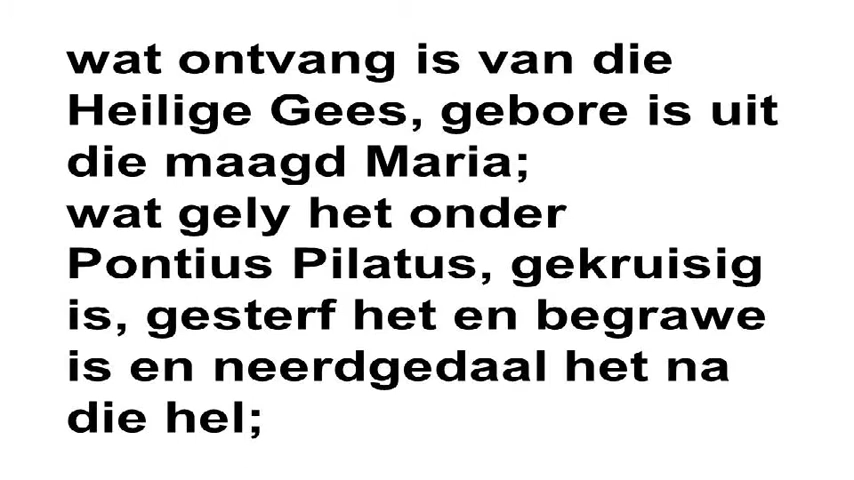 wat ontvang is van die
Heilige Gees, gebore is uit
die maagd Maria;
wat gely het onder
Pontius Pilatus, gekruisig
is, gesterf het en begrawe
is en neerdgedaal het na
die hel;